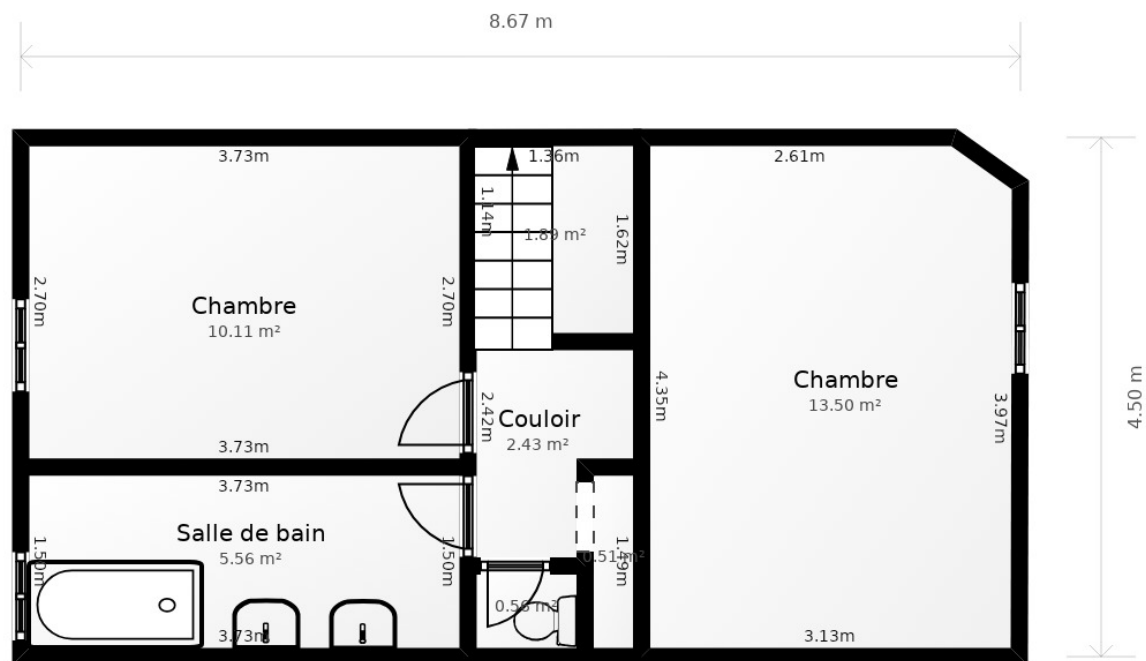 8.67 m
3.73m
1.36m
2.61m
1.14m
1.89 m²
1.62m
2.70m
2.70m
Chambre
10.11 m²
4.50 m
Chambre
13.50 m²
4.35m
3.97m
2.42m
Couloir
2.43 m²
3.73m
3.73m
Salle de bain
5.56 m²
1.50m
1.50m
0.51m²
1.49m
0.56 m²
3.73m
3.13m